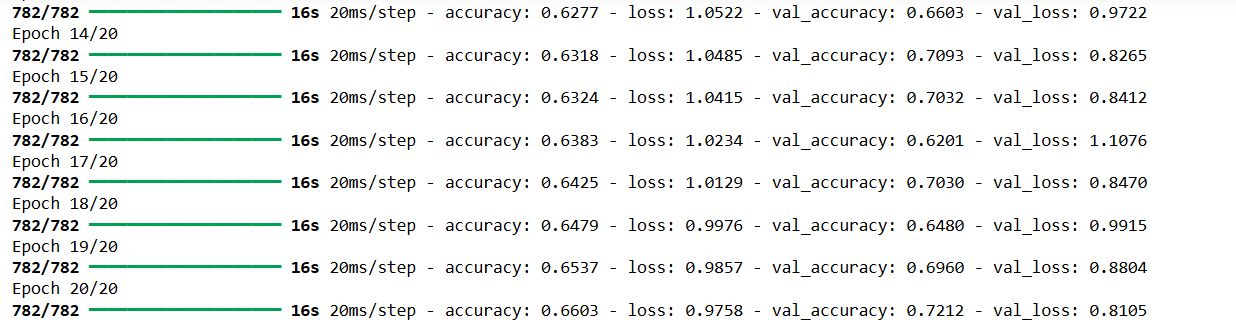 782/782 ━━━━━━━━━━━━━━━━━━━━ 16s 20ms/step - accuracy: 0.6277 - loss: 1.0522 - val_accuracy: 0.6603 - val_loss: 0.9722
Epoch 14/20
782/782 ━━━━━━━━━━━━━━━━━━━━ 16s 20ms/step - accuracy: 0.6318 - loss: 1.0485 - val_accuracy: 0.7093 - val_loss: 0.8265
Epoch 15/20
782/782 ━━━━━━━━━━━━━━━━━━━━ 16s 20ms/step - accuracy: 0.6324 - loss: 1.0415 - val_accuracy: 0.7032 - val_loss: 0.8412
Epoch 16/20
782/782 ━━━━━━━━━━━━━━━━━━━━ 16s 20ms/step - accuracy: 0.6383 - loss: 1.0234 - val_accuracy: 0.6201 - val_loss: 1.1076
Epoch 17/20
782/782 ━━━━━━━━━━━━━━━━━━━━ 16s 20ms/step - accuracy: 0.6425 - loss: 1.0129 - val_accuracy: 0.7030 - val_loss: 0.8470
Epoch 18/20
782/782 ━━━━━━━━━━━━━━━━━━━━ 16s 20ms/step - accuracy: 0.6479 - loss: 0.9976 - val_accuracy: 0.6480 - val_loss: 0.9915
Epoch 19/20
782/782 ━━━━━━━━━━━━━━━━━━━━ 16s 20ms/step - accuracy: 0.6537 - loss: 0.9857 - val_accuracy: 0.6960 - val_loss: 0.8804
Epoch 20/20
782/782 ━━━━━━━━━━━━━━━━━━━━ 16s 20ms/step - accuracy: 0.6603 - loss: 0.9758 - val_accuracy: 0.7212 - val_loss: 0.8105